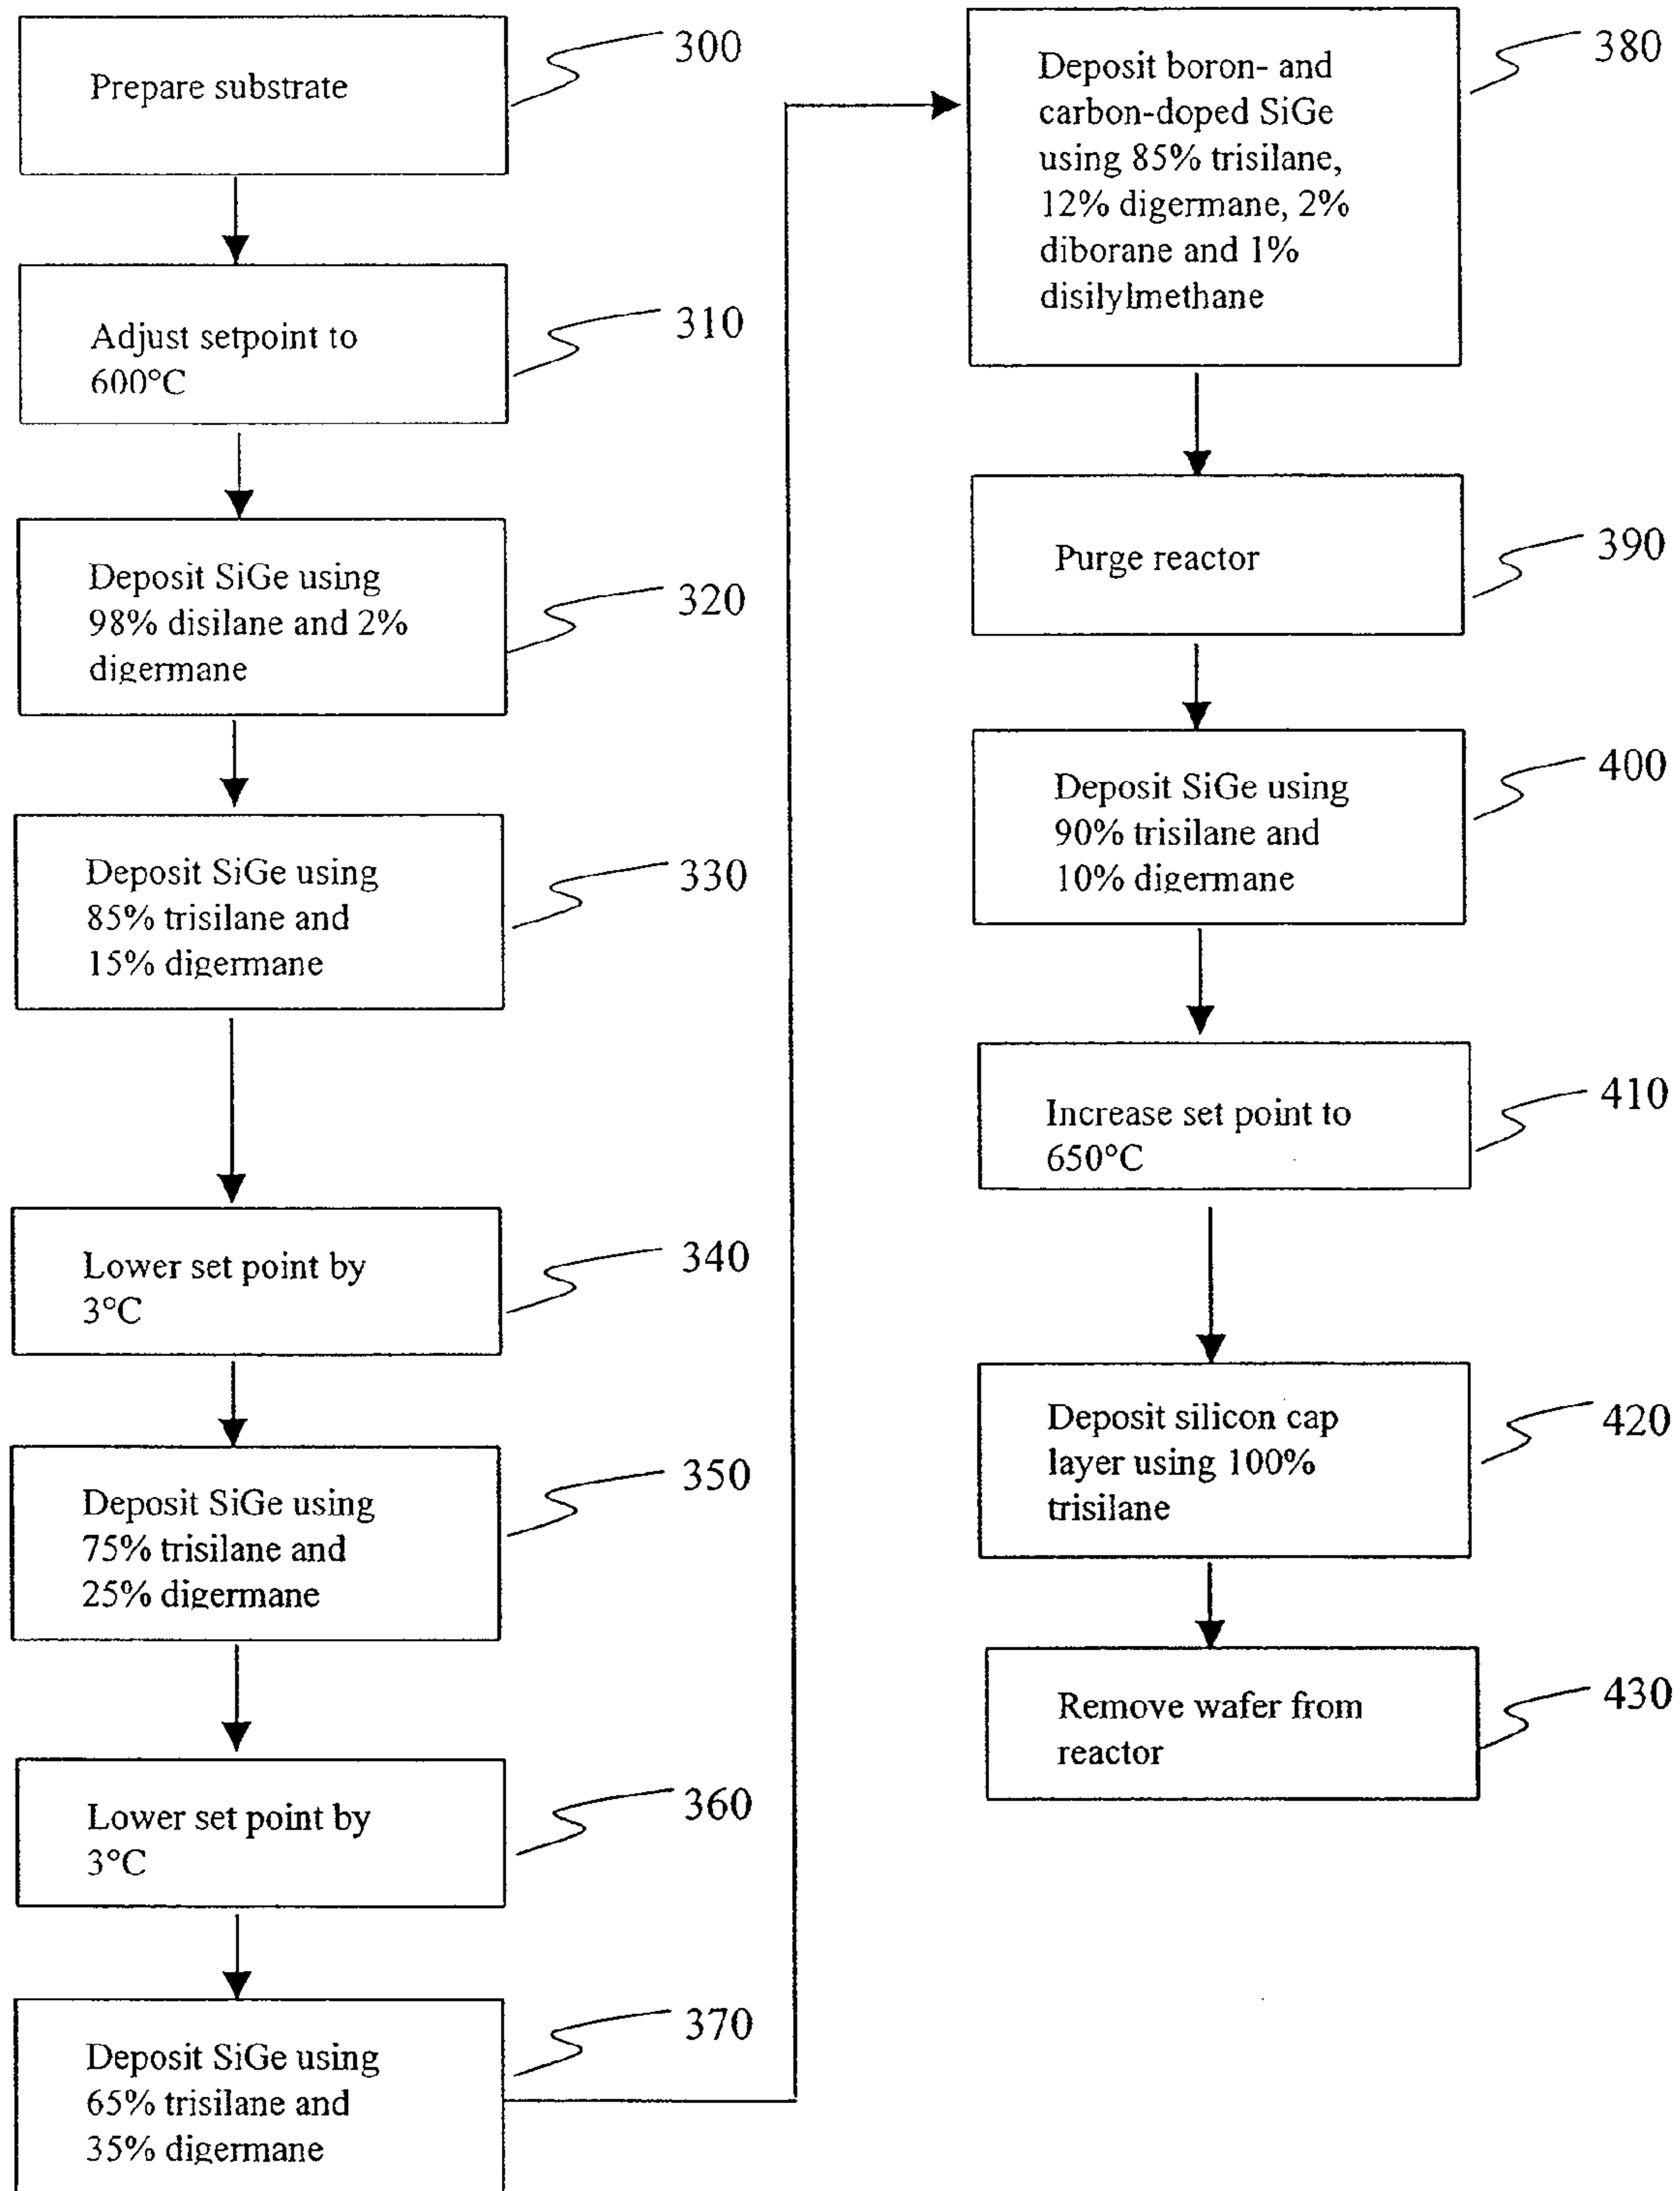 Prepare substrate
300
Adjust setpoint to
600°C
310
Deposit SiGe using
98% disilane and 2%
digermane
320
Deposit SiGe using
85% trisilane and
15% digermane
330
Lower set point by
3°C
340
Deposit SiGe using
75% trisilane and
25% digermane
350
Lower set point by
3°C
360
Deposit SiGe using
65% trisilane and
35% digermane
370
Deposit boron- and
carbon-doped SiGe
using 85% trisilane,
12% digermane, 2%
diborane and 1%
disilylmethane
380
Purge reactor
390
Deposit SiGe using
90% trisilane and
10% digermane
400
Increase set point to
650°C
410
Deposit silicon cap
layer using 100%
trisilane
420
Remove wafer from
reactor
430